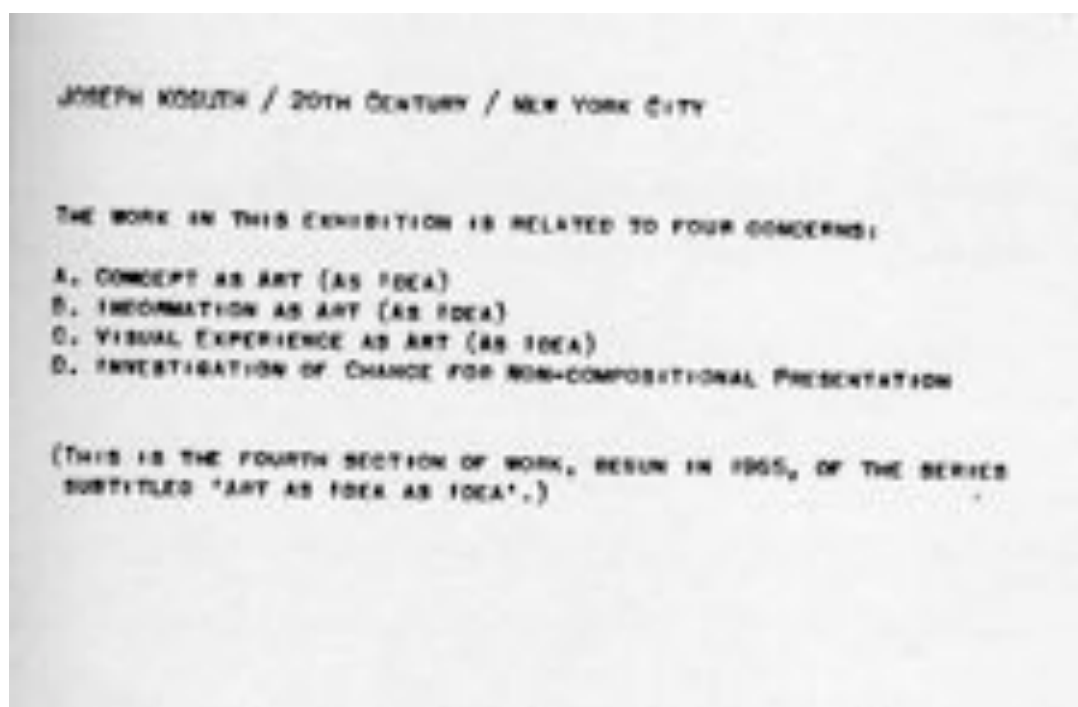 JOSEPH KOSUTH / 20TH CENTURY / NEW YORK CITY
THE WORK IN THIS EXHIBITION IS RELATED TO FOUR CONCERNS:
A. CONCEPT AS ART (AS IDEA)
B. INFORMATION AS ART (AS IDEA)
C. VISUAL EXPERIENCE AS ART (AS IDEA)
D. INVESTIGATION OF CHANCE FOR NON-COMPOSITIONAL PRESENTATION
(THIS IS THE FOURTH SECTION OF WORK, BEGUN IN 1965, OF THE SERIES
SUBTITLED 'ART AS IDEA AS IDEA'.)